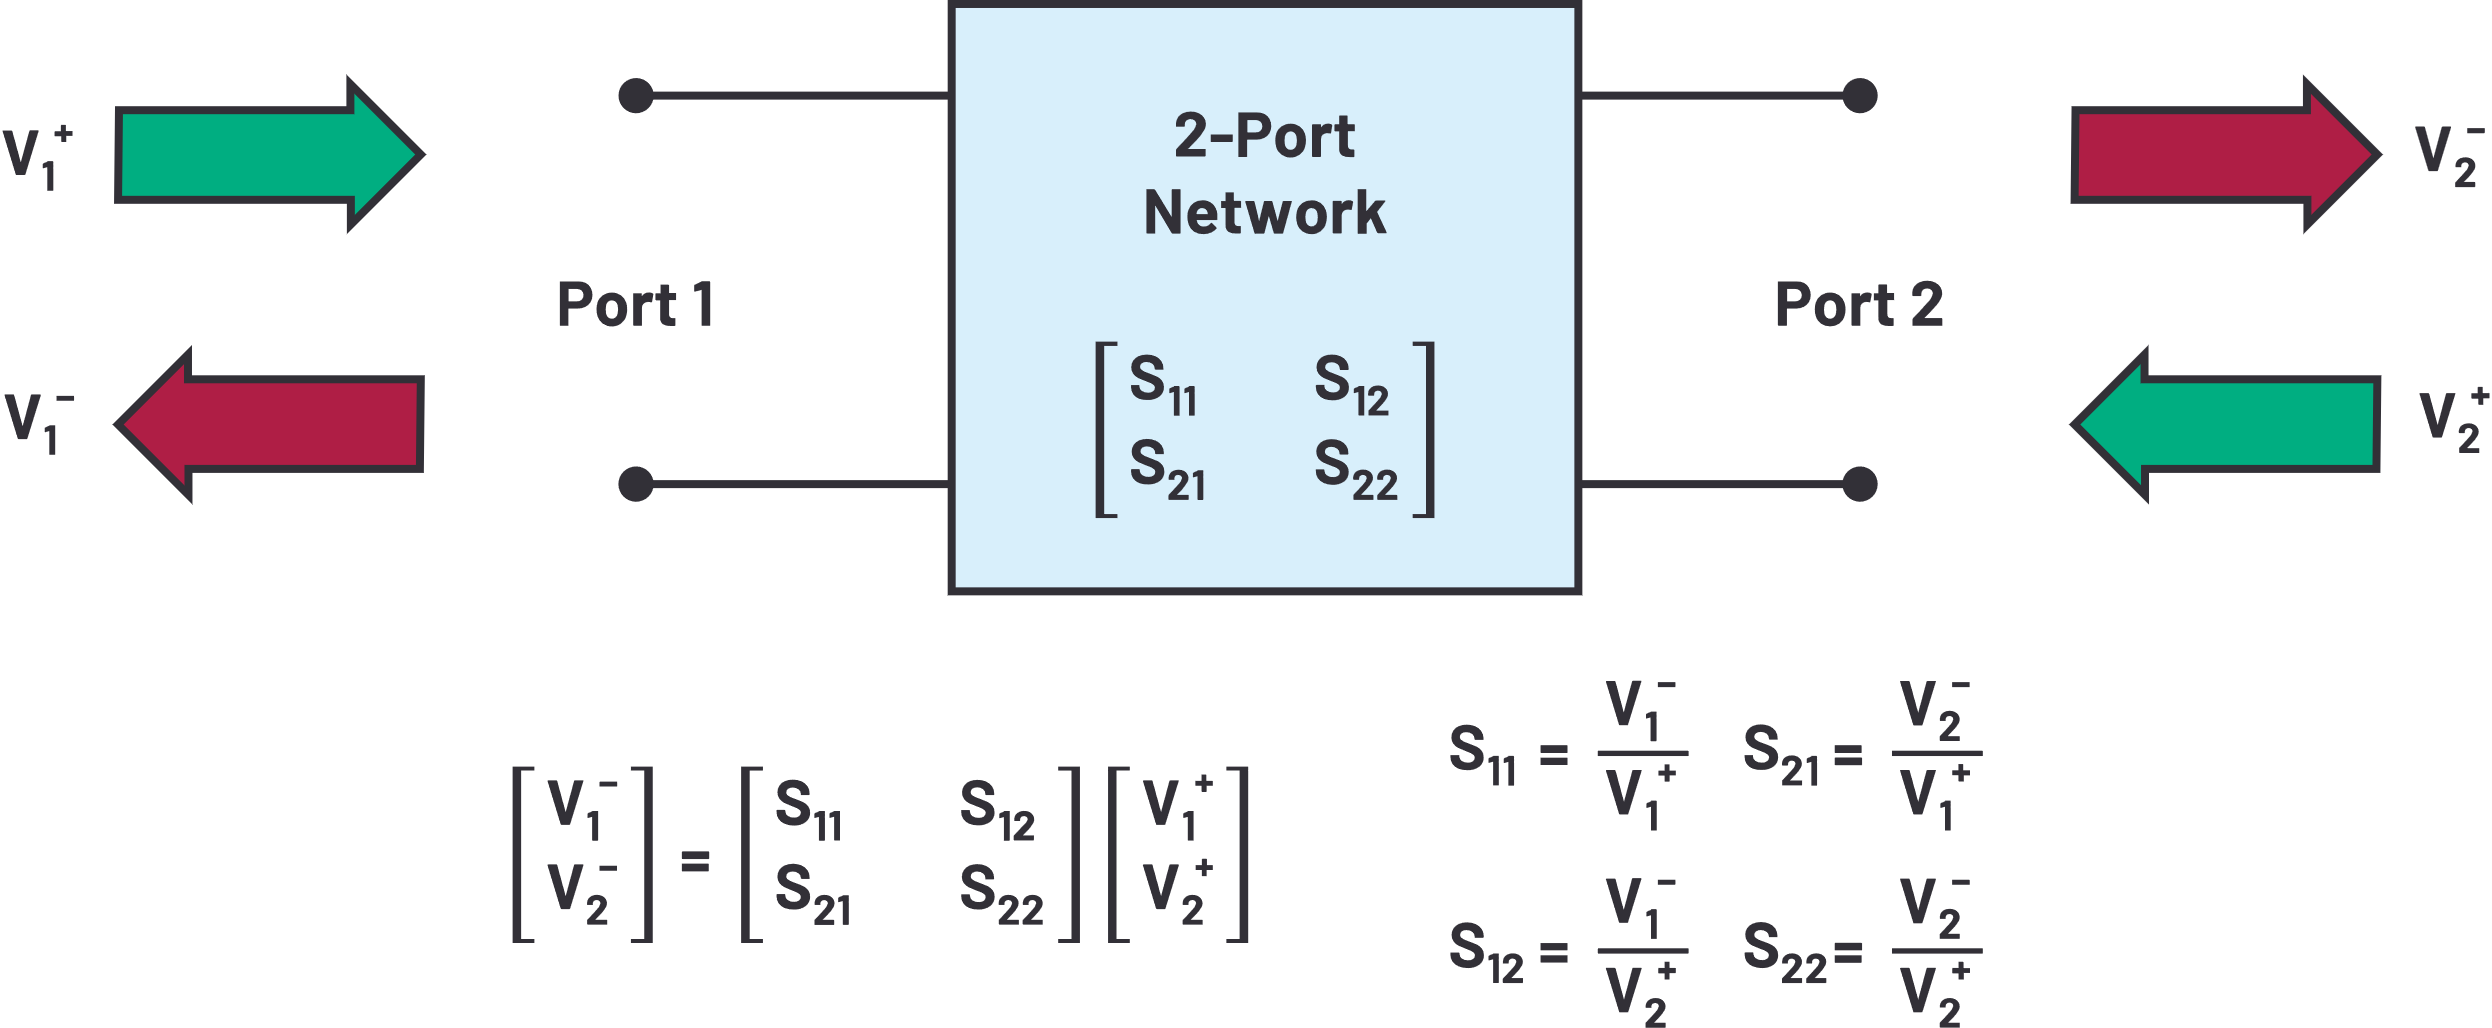 V₁⁺
V₁⁻
Port 1
2-Port
Network
[ S₁₁ S₁₂ ]
[ S₂₁ S₂₂ ]
Port 2
V₂⁻
V₂⁺
[ V₁⁻ ] = [ S₁₁ S₁₂ ] [ V₁⁺ ]
[ V₂⁻ ] [ S₂₁ S₂₂ ] [ V₂⁺ ]
S₁₁ = V₁⁻ / V₁⁺ S₂₁ = V₂⁻ / V₁⁺
S₁₂ = V₁⁻ / V₂⁺ S₂₂ = V₂⁻ / V₂⁺